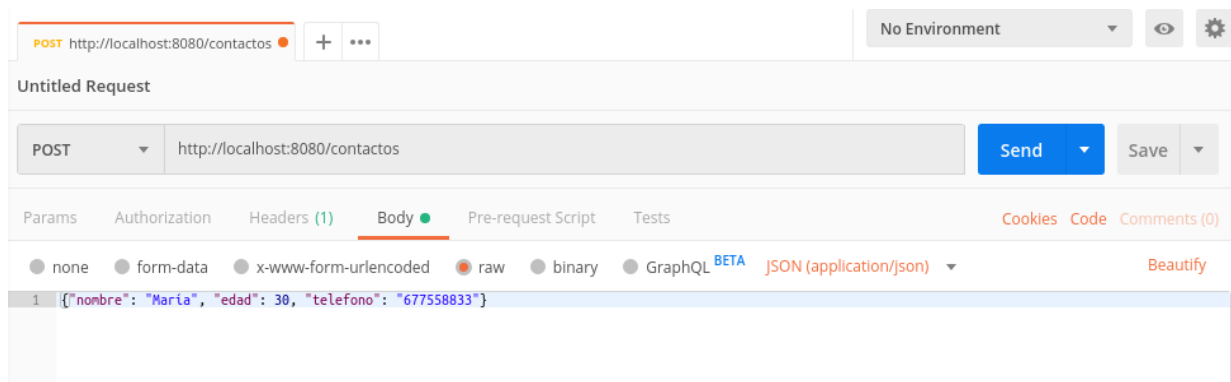 POST http://localhost:8080/contactos + ••• No Environment
Untitled Request
POST http://localhost:8080/contactos Send Save
Params Authorization Headers (1) Body Pre-request Script Tests Cookies Code Comments (0)
none form-data x-www-form-urlencoded raw binary GraphQL BETA JSON (application/json) Beautify
1 {"nombre": "María", "edad": 30, "telefono": "677558833"}